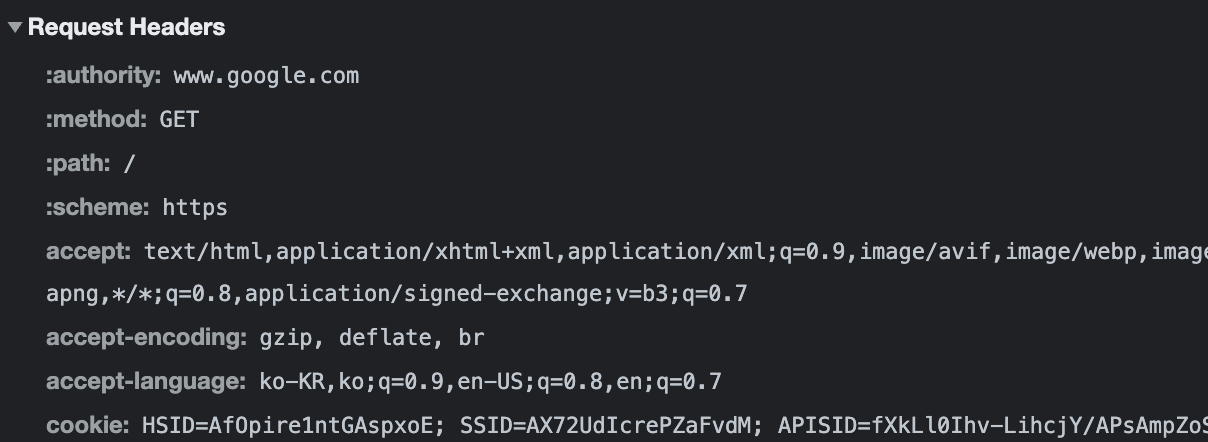 Request Headers
:authority: www.google.com
:method: GET
:path: /
:scheme: https
accept: text/html,application/xhtml+xml,application/xml;q=0.9,image/avif,image/webp,image
apng,*/*;q=0.8,application/signed-exchange;v=b3;q=0.7
accept-encoding: gzip, deflate, br
accept-language: ko-KR,ko;q=0.9,en-US;q=0.8,en;q=0.7
cookie: HSID=AfOpire1ntGAspxoE; SSID=AX72UdIcrePZaFvdM; APISID=fXkLl0Ihv-LihcjY/APsAmpZoS